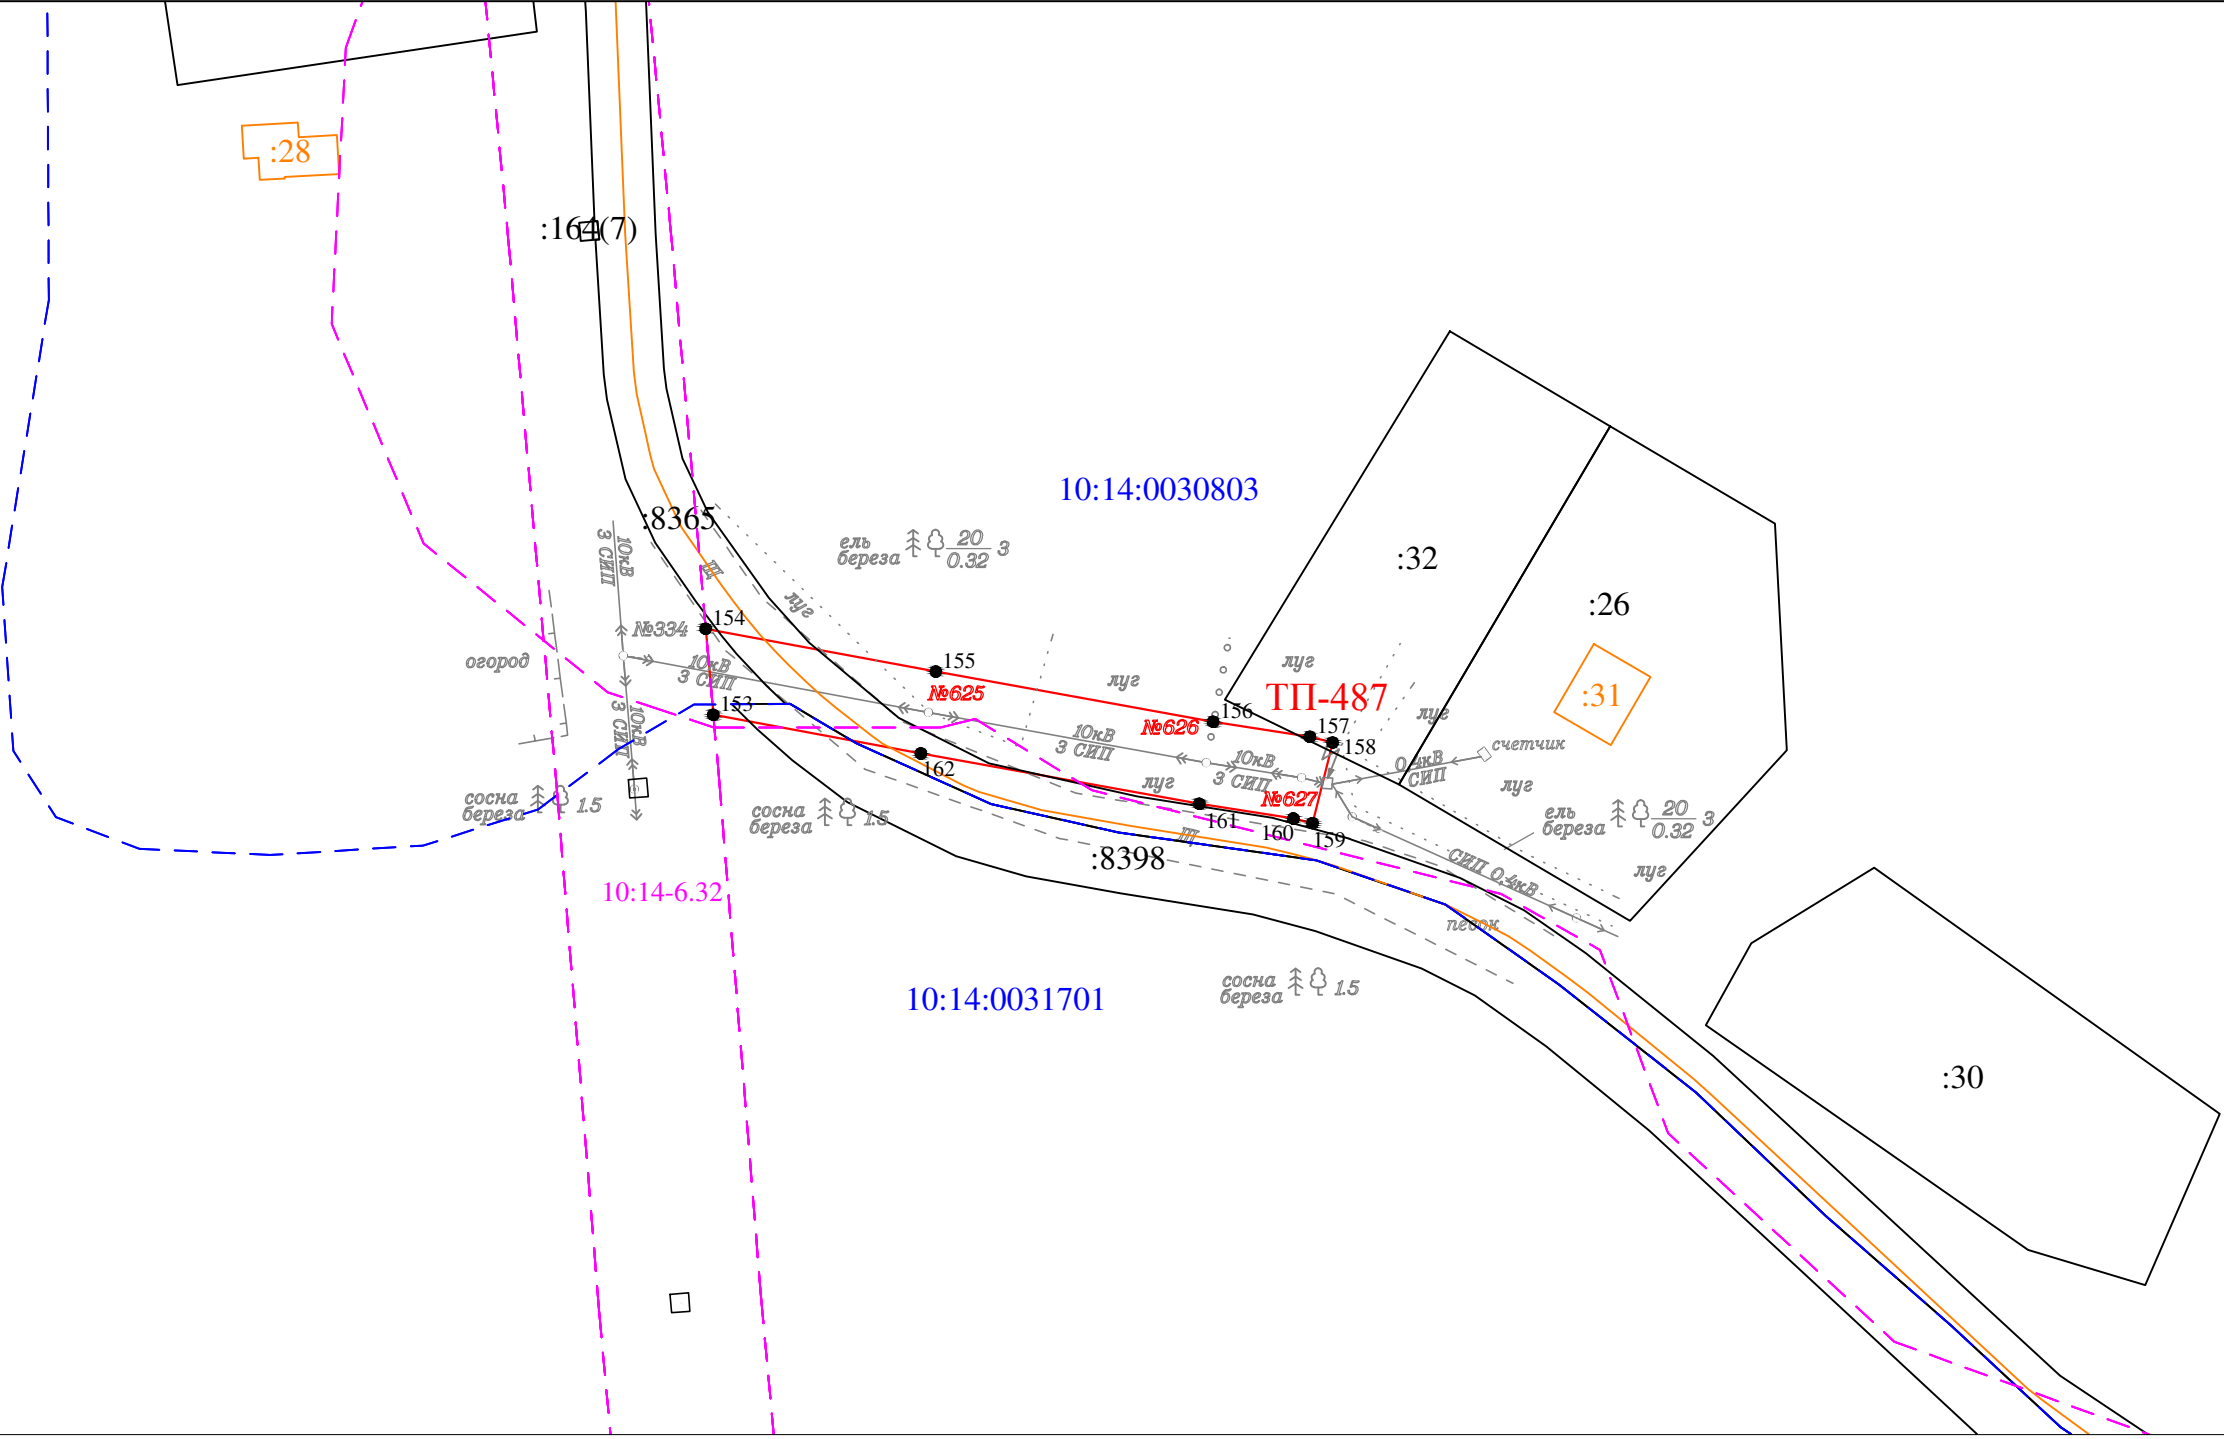 :28
:164(7)
10:14:0030803
:8365
:32
:26
:31
ель
береза
20
0.32
3
10кВ
3 СИП
Щ
луг
№334
154
огород
10кВ
3 СИП
155
№625
луг
луг
ТП-487
156
157
158
№626
153
10кВ
3 СИП
162
10кВ
3 СИП
10кВ
3 СИП
луг
луг
счетчик
0,4кВ
СИП
луг
№627
161
160
159
сосна
береза
1.5
сосна
береза
1.5
ель
береза
20
0.32
3
Щ
:8398
СИП 0,4кВ
луг
10:14-6.32
песок
10:14:0031701
сосна
береза
1.5
:30